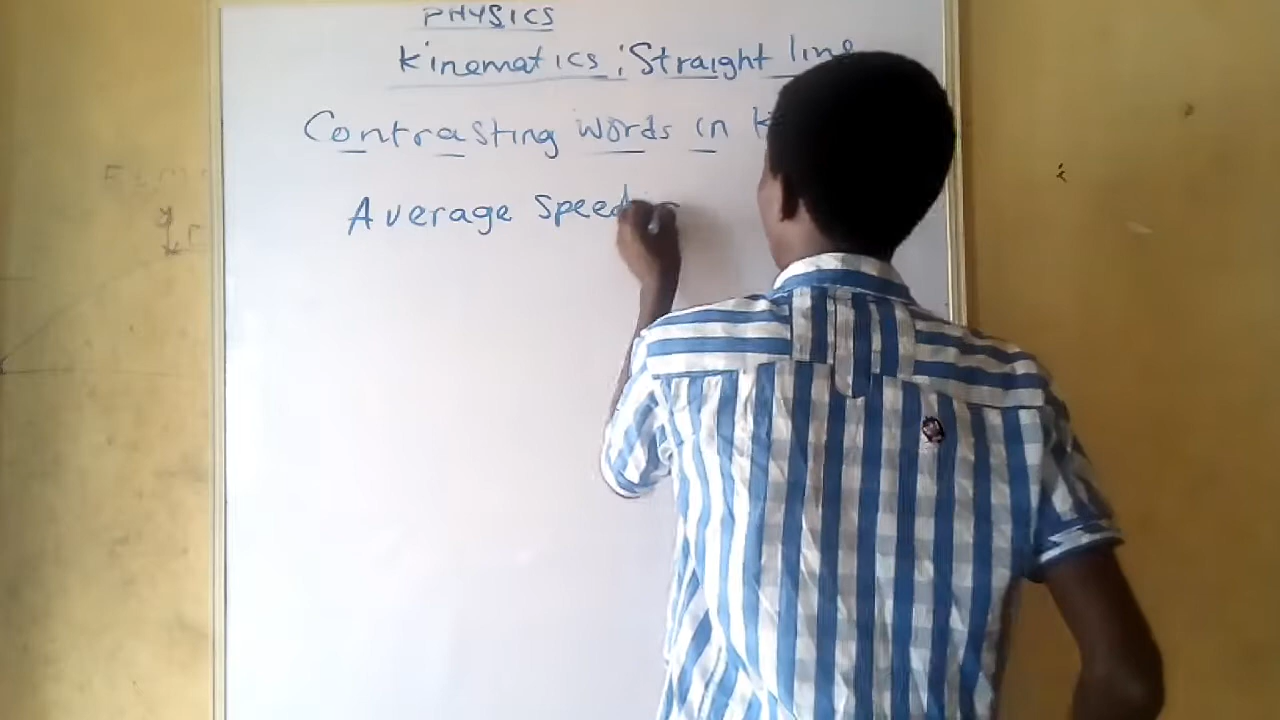 PHYSICS
Kinematics : Straight line
Contrasting words in
Average speed